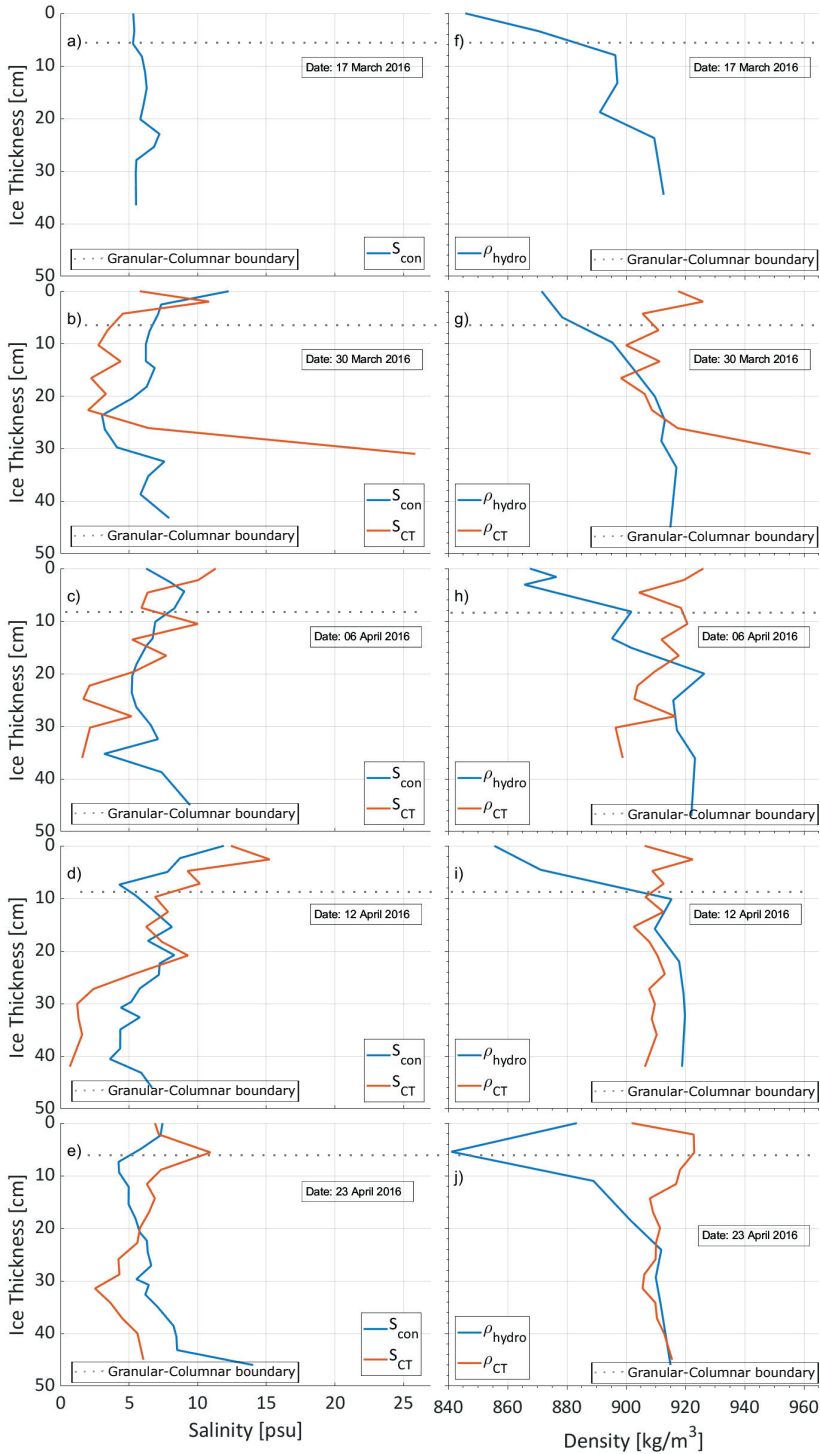 0
a)
f)
Date: 17 March 2016
Date: 17 March 2016
10
20
30
40
50
Ice Thickness [cm]
S_con
ρ_hydro
Granular-Columnar boundary
Granular-Columnar boundary
0
b)
g)
Date: 30 March 2016
Date: 30 March 2016
10
20
30
40
50
Ice Thickness [cm]
S_con
S_CT
ρ_hydro
ρ_CT
Granular-Columnar boundary
Granular-Columnar boundary
0
c)
h)
Date: 06 April 2016
Date: 06 April 2016
10
20
30
40
50
Ice Thickness [cm]
S_con
S_CT
ρ_hydro
ρ_CT
Granular-Columnar boundary
Granular-Columnar boundary
0
d)
i)
Date: 12 April 2016
Date: 12 April 2016
10
20
30
40
50
Ice Thickness [cm]
S_con
S_CT
ρ_hydro
ρ_CT
Granular-Columnar boundary
Granular-Columnar boundary
0
e)
j)
Date: 23 April 2016
Date: 23 April 2016
10
20
30
40
50
Ice Thickness [cm]
S_con
S_CT
ρ_hydro
ρ_CT
Granular-Columnar boundary
Granular-Columnar boundary
0 5 10 15 20 25
840 860 880 900 920 940 960
Salinity [psu]
Density [kg/m³]